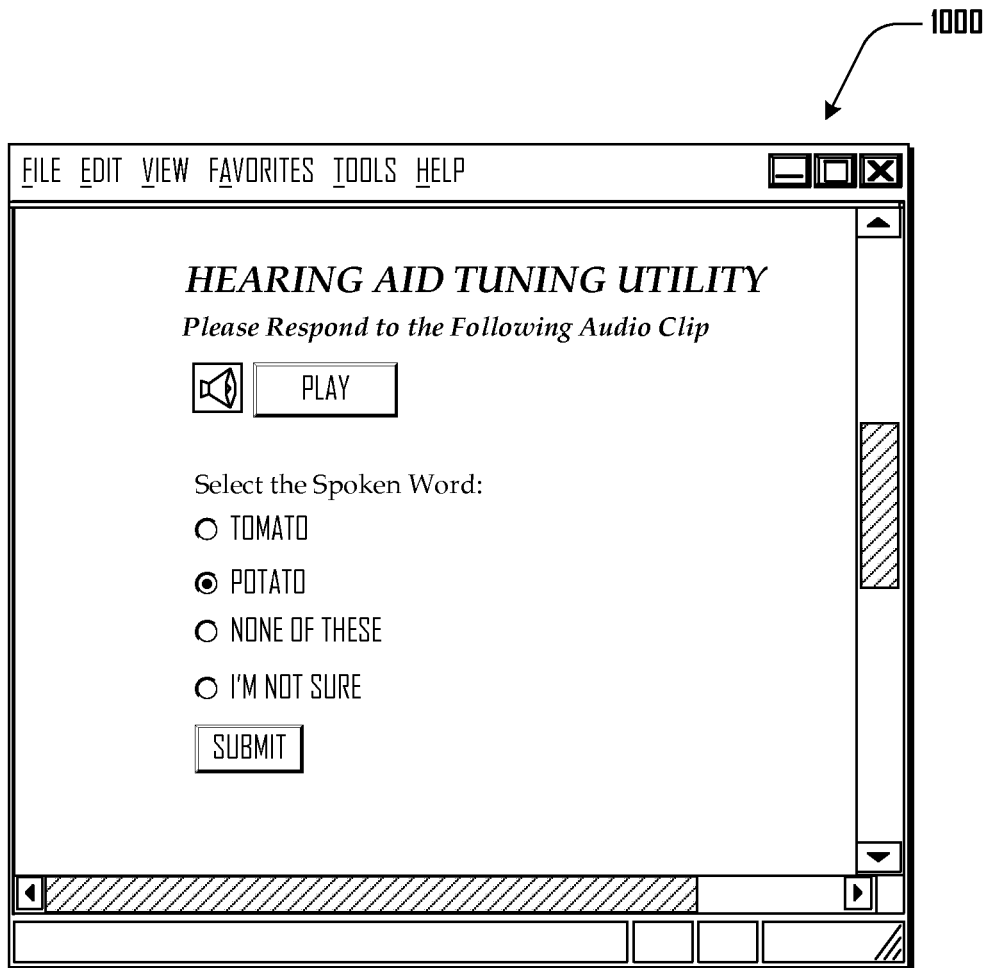 1000
FILE EDIT VIEW FAVORITES TOOLS HELP
HEARING AID TUNING UTILITY
Please Respond to the Following Audio Clip
PLAY
Select the Spoken Word:
TOMATO
POTATO
NONE OF THESE
I'M NOT SURE
SUBMIT